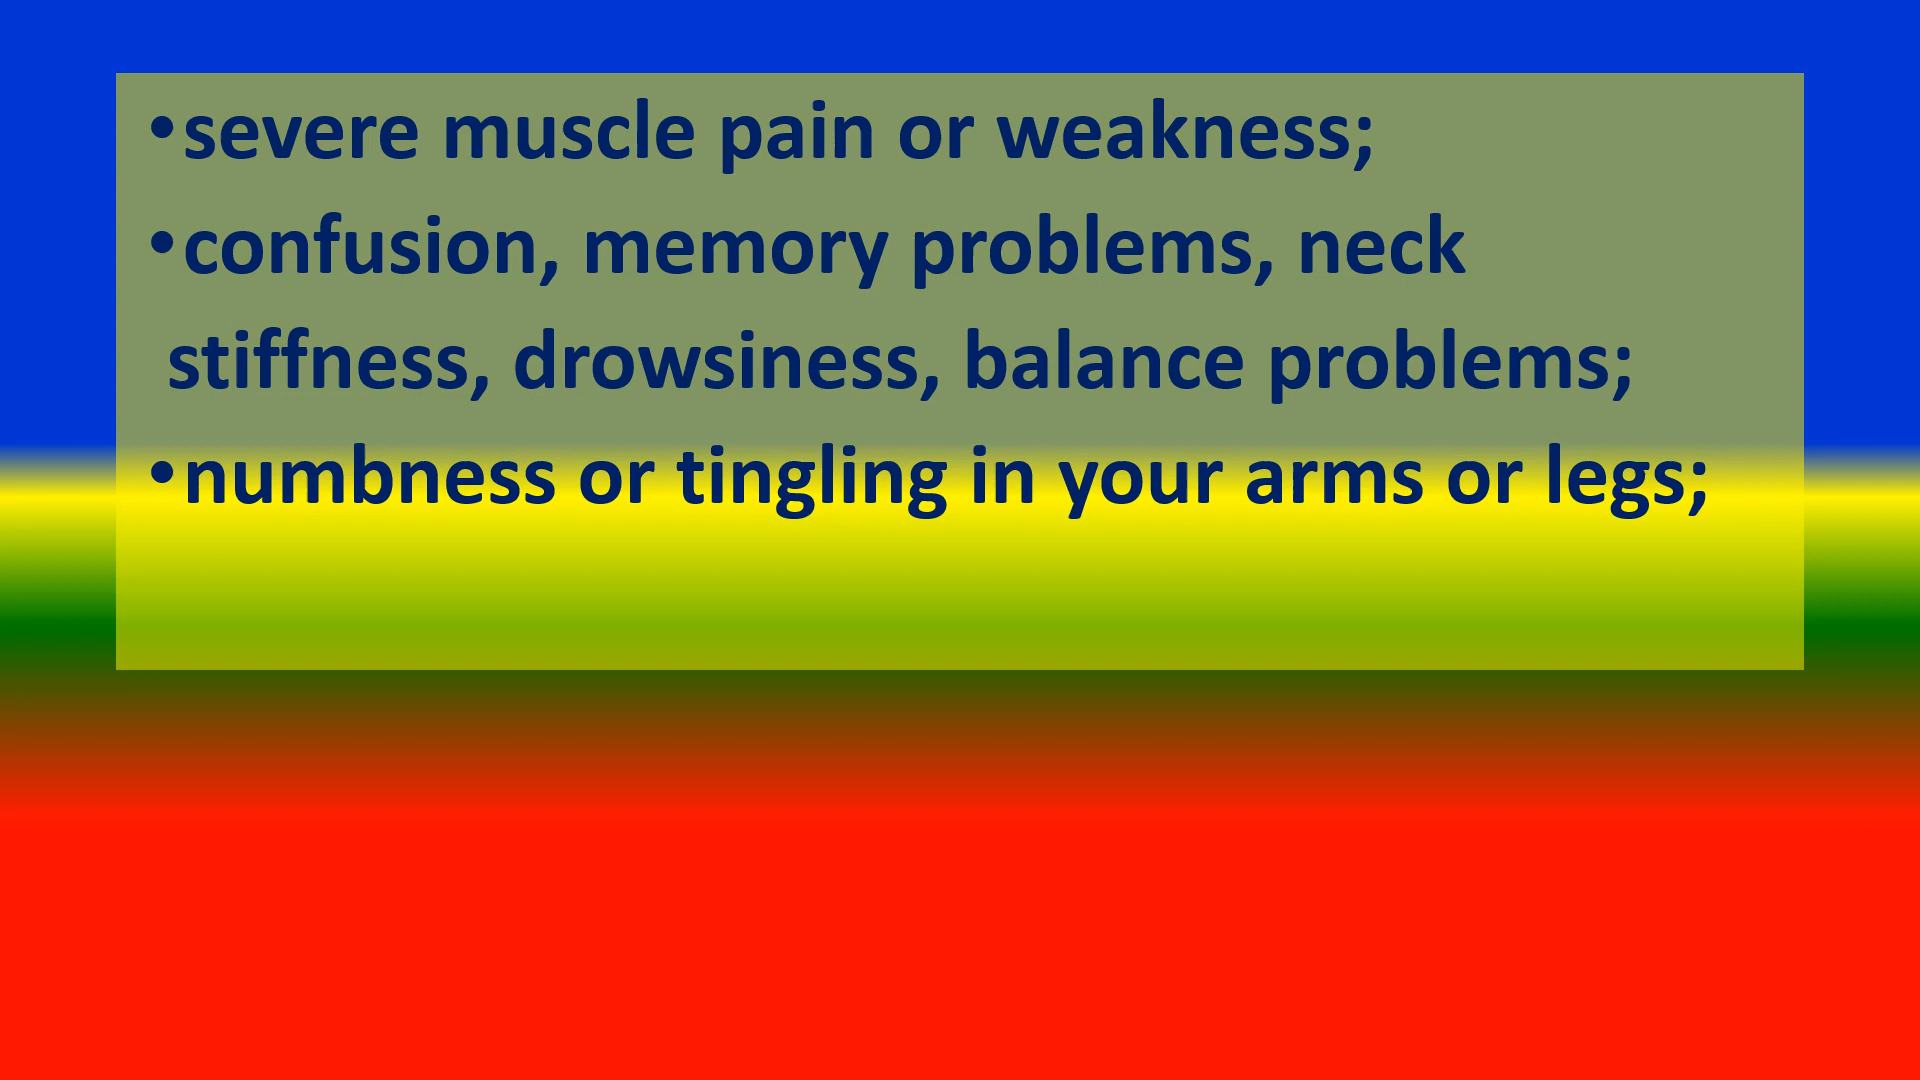 •severe muscle pain or weakness;
•confusion, memory problems, neck
stiffness, drowsiness, balance problems;
•numbness or tingling in your arms or legs;